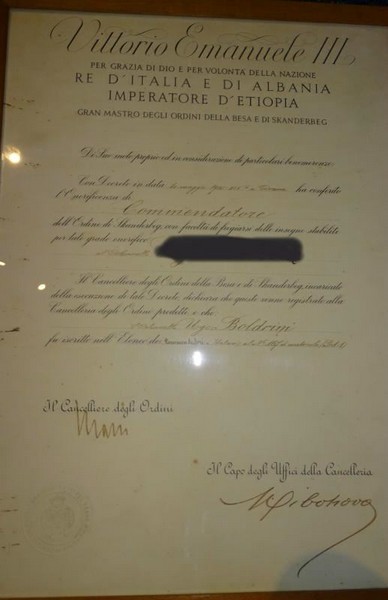 Vittorio Emanuele III
PER GRAZIA DI DIO E PER VOLONTÀ DELLA NAZIONE
RE D'ITALIA E DI ALBANIA
IMPERATORE D'ETIOPIA
GRAN MASTRO DEGLI ORDINI DELLA BESA E DI SKANDERBEG
Di Suo moto proprio ed in considerazione di particolari benemerenze;
Con Decreto in data ha conferito
l'Onorificenza di
Commendatore
dell'Ordine di Skanderbeg, con facoltà di fregiarsi delle insegne stabilite
per tale grado onorifico
Il Cancelliere degli Ordini della Besa e di Skanderbeg, incaricato
della esecuzione di tale Decreto, dichiara che questo venne registrato alla
Cancelleria degli Ordini predetti e che
Boldrini
fu iscritto nell'Elenco dei
Il Cancelliere degli Ordini
Il Capo degli Uffici della Cancelleria